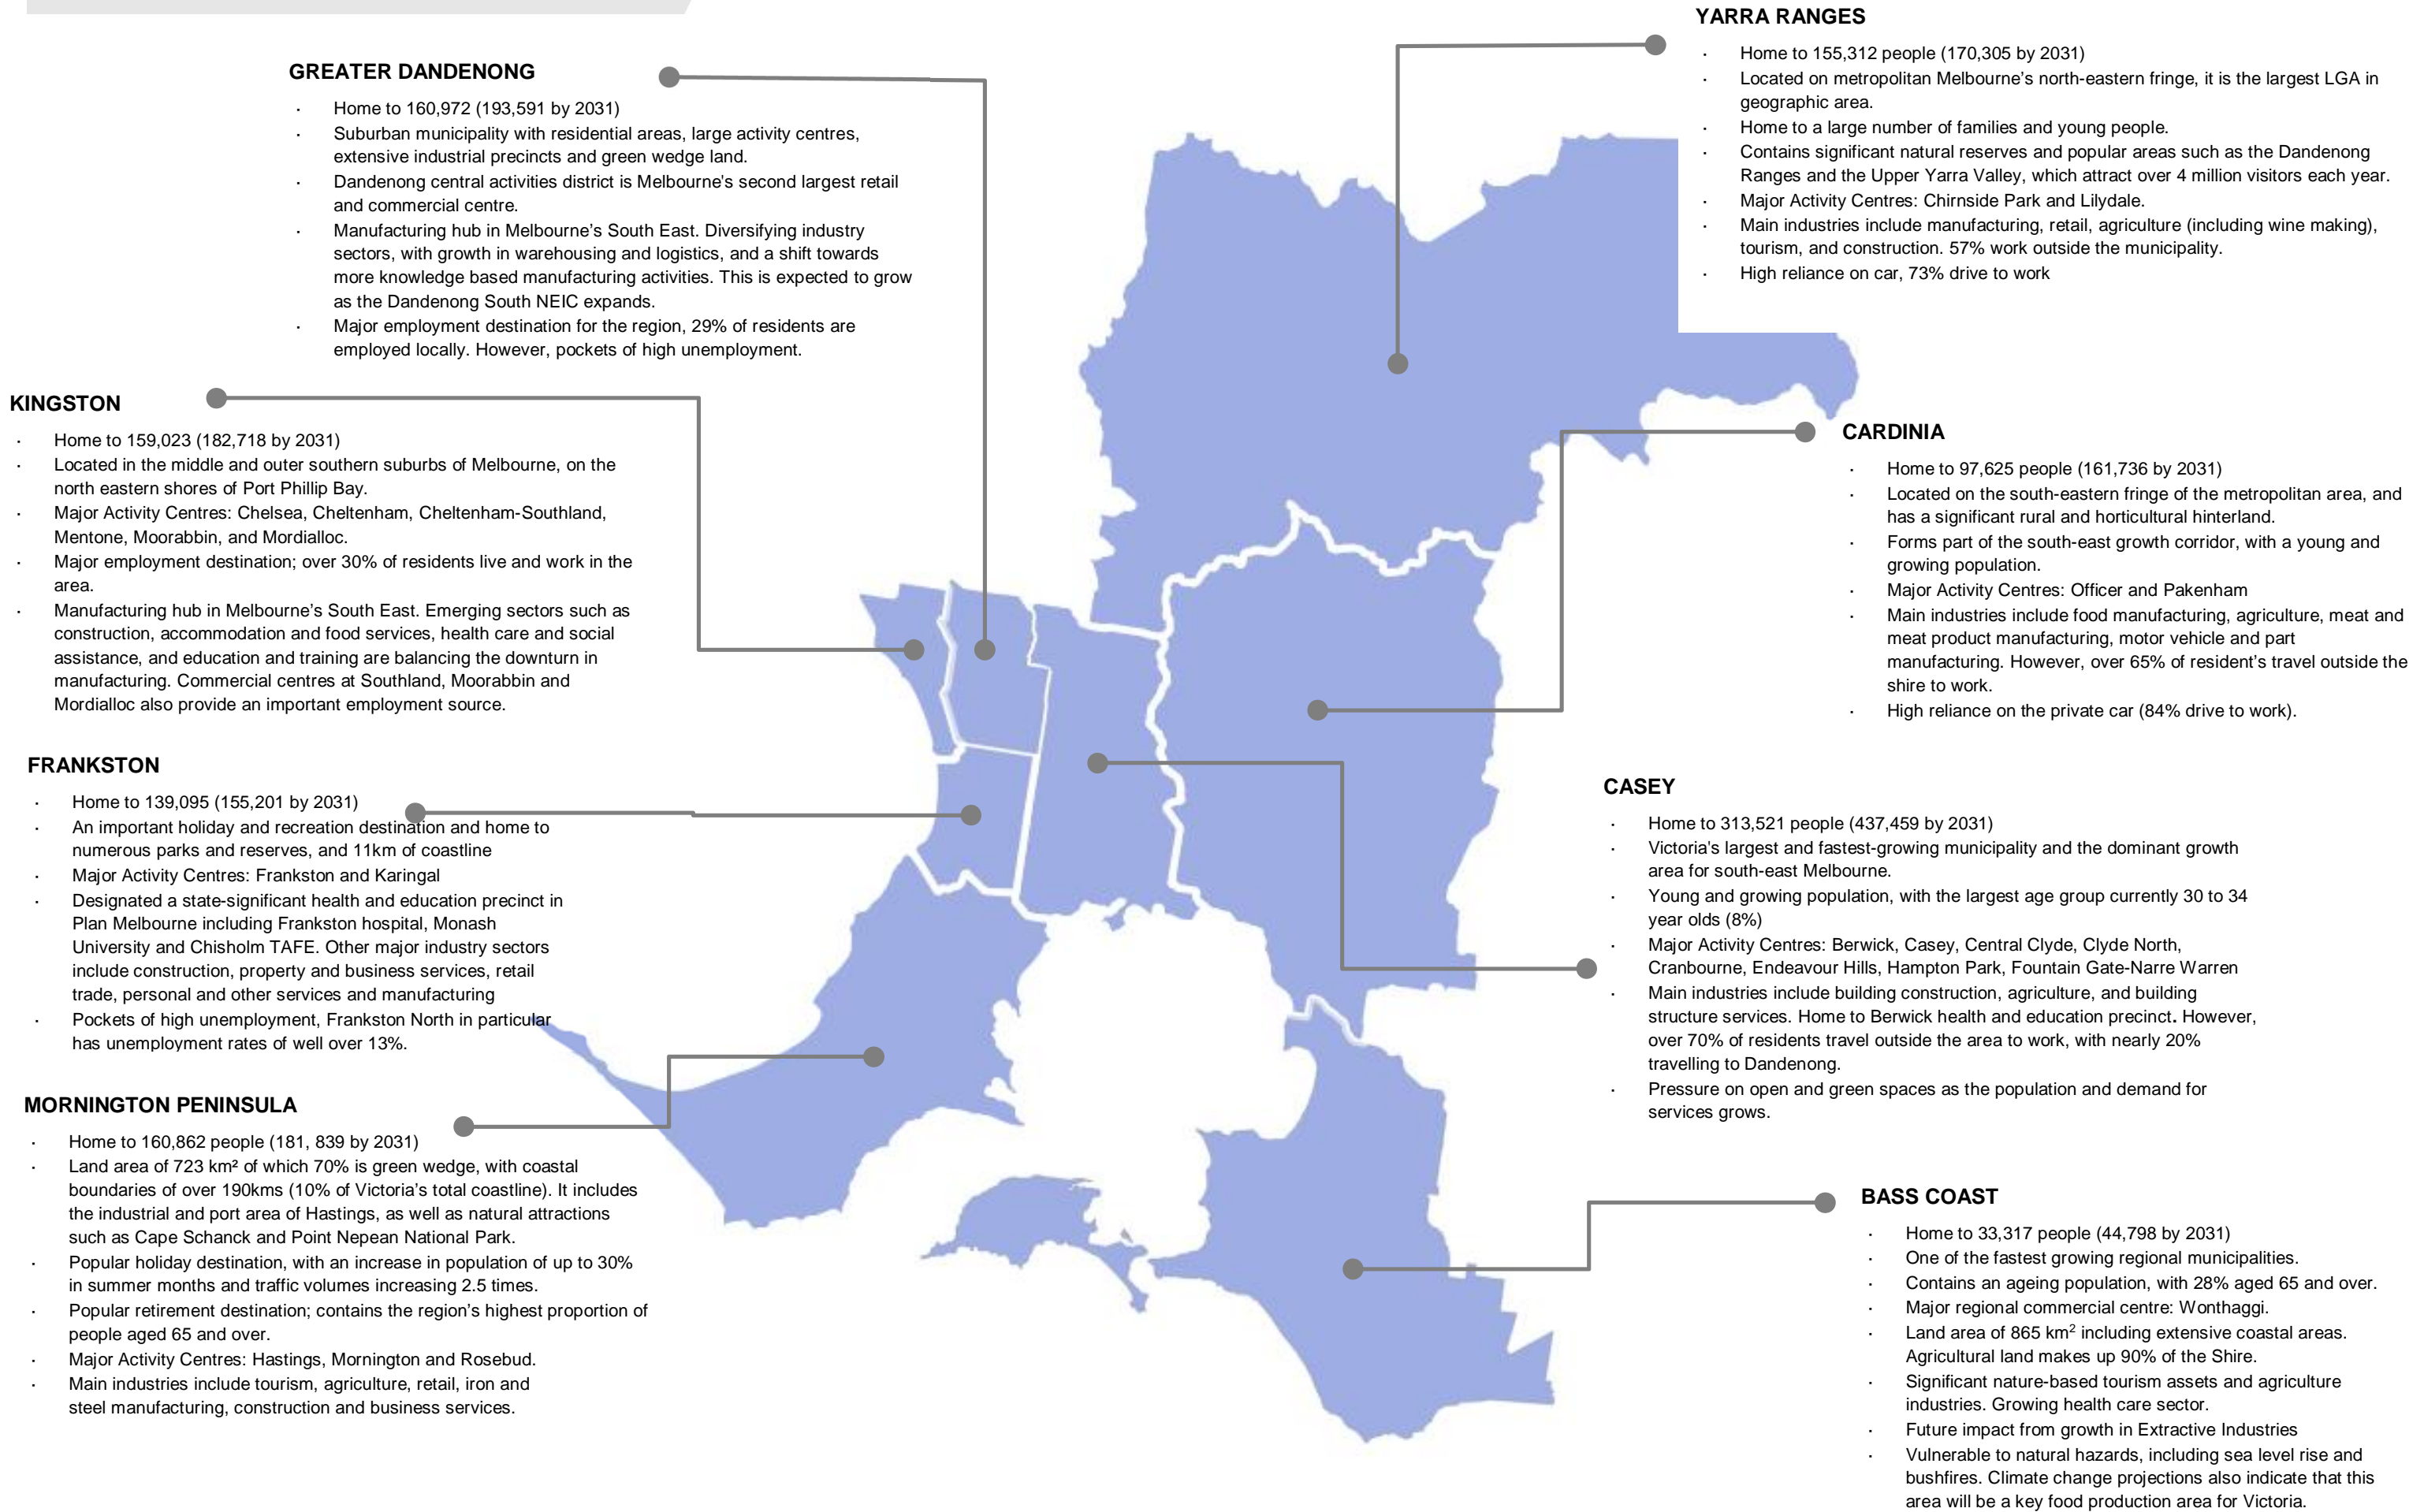 YARRA RANGES
· Home to 155,312 people (170,305 by 2031)
· Located on metropolitan Melbourne’s north-eastern fringe, it is the largest LGA in
geographic area.
· Home to a large number of families and young people.
· Contains significant natural reserves and popular areas such as the Dandenong
Ranges and the Upper Yarra Valley, which attract over 4 million visitors each year.
· Major Activity Centres: Chirnside Park and Lilydale.
· Main industries include manufacturing, retail, agriculture (including wine making),
tourism, and construction. 57% work outside the municipality.
· High reliance on car, 73% drive to work
GREATER DANDENONG
· Home to 160,972 (193,591 by 2031)
· Suburban municipality with residential areas, large activity centres,
extensive industrial precincts and green wedge land.
· Dandenong central activities district is Melbourne's second largest retail
and commercial centre.
· Manufacturing hub in Melbourne’s South East. Diversifying industry
sectors, with growth in warehousing and logistics, and a shift towards
more knowledge based manufacturing activities. This is expected to grow
as the Dandenong South NEIC expands.
· Major employment destination for the region, 29% of residents are
employed locally. However, pockets of high unemployment.
KINGSTON
· Home to 159,023 (182,718 by 2031)
· Located in the middle and outer southern suburbs of Melbourne, on the
north eastern shores of Port Phillip Bay.
· Major Activity Centres: Chelsea, Cheltenham, Cheltenham-Southland,
Mentone, Moorabbin, and Mordialloc.
· Major employment destination; over 30% of residents live and work in the
area.
· Manufacturing hub in Melbourne’s South East. Emerging sectors such as
construction, accommodation and food services, health care and social
assistance, and education and training are balancing the downturn in
manufacturing. Commercial centres at Southland, Moorabbin and
Mordialloc also provide an important employment source.
CARDINIA
· Home to 97,625 people (161,736 by 2031)
· Located on the south-eastern fringe of the metropolitan area, and
has a significant rural and horticultural hinterland.
· Forms part of the south-east growth corridor, with a young and
growing population.
· Major Activity Centres: Officer and Pakenham
· Main industries include food manufacturing, agriculture, meat and
meat product manufacturing, motor vehicle and part
manufacturing. However, over 65% of resident’s travel outside the
shire to work.
· High reliance on the private car (84% drive to work).
FRANKSTON
· Home to 139,095 (155,201 by 2031)
· An important holiday and recreation destination and home to
numerous parks and reserves, and 11km of coastline
· Major Activity Centres: Frankston and Karingal
· Designated a state-significant health and education precinct in
Plan Melbourne including Frankston hospital, Monash
University and Chisholm TAFE. Other major industry sectors
include construction, property and business services, retail
trade, personal and other services and manufacturing
· Pockets of high unemployment, Frankston North in particular
has unemployment rates of well over 13%.
CASEY
· Home to 313,521 people (437,459 by 2031)
· Victoria’s largest and fastest-growing municipality and the dominant growth
area for south-east Melbourne.
· Young and growing population, with the largest age group currently 30 to 34
year olds (8%)
· Major Activity Centres: Berwick, Casey, Central Clyde, Clyde North,
Cranbourne, Endeavour Hills, Hampton Park, Fountain Gate-Narre Warren
· Main industries include building construction, agriculture, and building
structure services. Home to Berwick health and education precinct. However,
over 70% of residents travel outside the area to work, with nearly 20%
travelling to Dandenong.
· Pressure on open and green spaces as the population and demand for
services grows.
MORNINGTON PENINSULA
· Home to 160,862 people (181, 839 by 2031)
· Land area of 723 km² of which 70% is green wedge, with coastal
boundaries of over 190kms (10% of Victoria’s total coastline). It includes
the industrial and port area of Hastings, as well as natural attractions
such as Cape Schanck and Point Nepean National Park.
· Popular holiday destination, with an increase in population of up to 30%
in summer months and traffic volumes increasing 2.5 times.
· Popular retirement destination; contains the region’s highest proportion of
people aged 65 and over.
· Major Activity Centres: Hastings, Mornington and Rosebud.
· Main industries include tourism, agriculture, retail, iron and
steel manufacturing, construction and business services.
BASS COAST
· Home to 33,317 people (44,798 by 2031)
· One of the fastest growing regional municipalities.
· Contains an ageing population, with 28% aged 65 and over.
· Major regional commercial centre: Wonthaggi.
· Land area of 865 km² including extensive coastal areas.
Agricultural land makes up 90% of the Shire.
· Significant nature-based tourism assets and agriculture
industries. Growing health care sector.
· Future impact from growth in Extractive Industries
· Vulnerable to natural hazards, including sea level rise and
bushfires. Climate change projections also indicate that this
area will be a key food production area for Victoria.